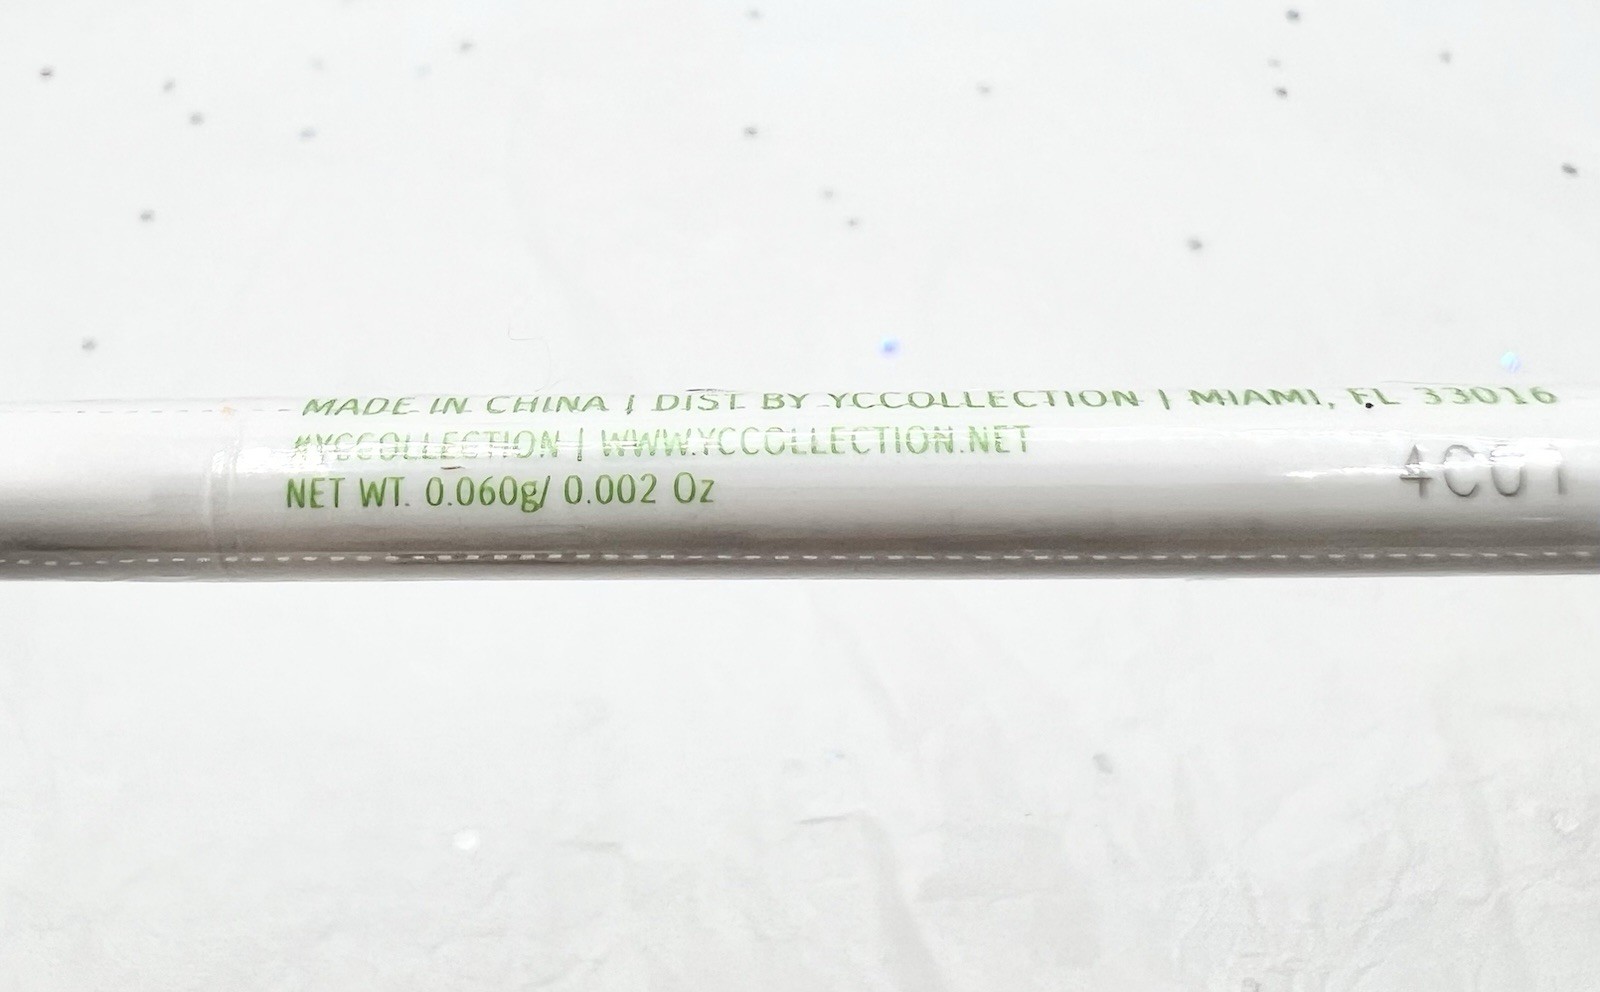 MADE IN CHINA | DIST BY YCCOLLECTION | MIAMI, FL 33016
#YCCOLLECTION | WWW.YCCOLLECTION.NET
NET WT. 0.060g/ 0.002 Oz